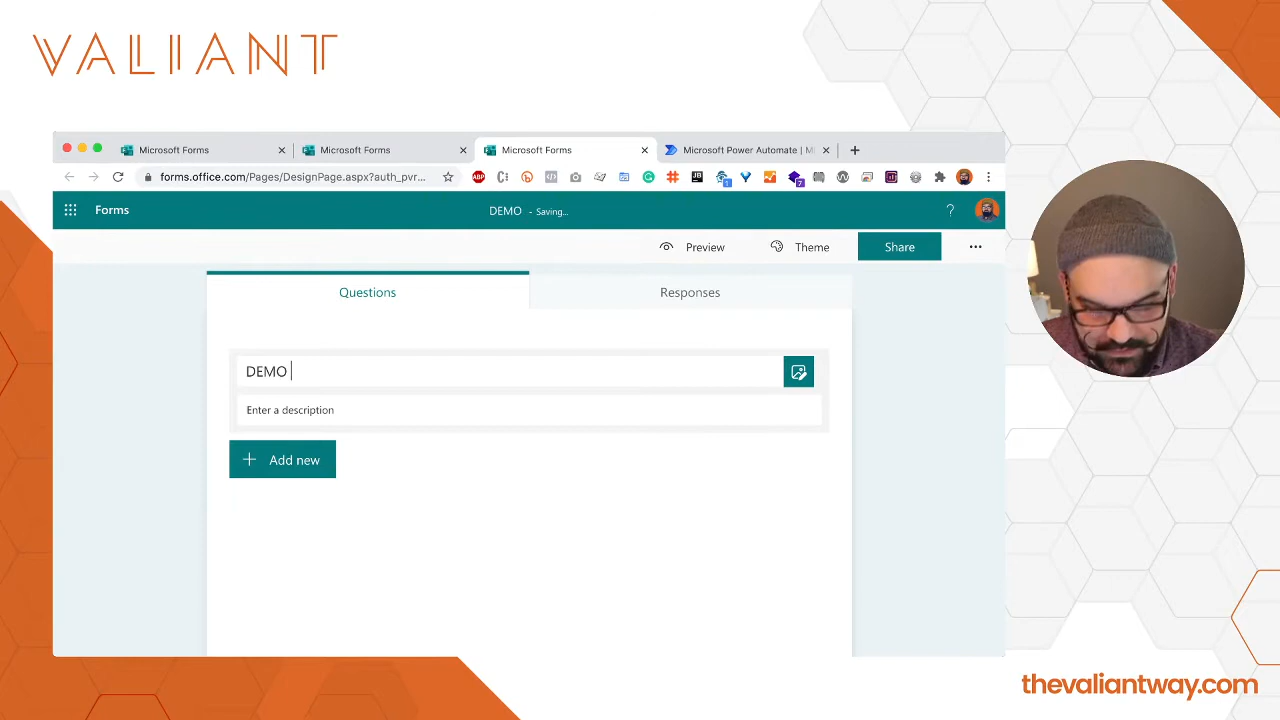 VALIANT
Microsoft Forms
Microsoft Forms
Microsoft Forms
Microsoft Power Automate | Mi
forms.office.com/Pages/DesignPage.aspx?auth_pvr...
Forms
DEMO - Saving...
?
Preview
Theme
Share
Questions
Responses
DEMO
Enter a description
Add new
thevaliantway.com